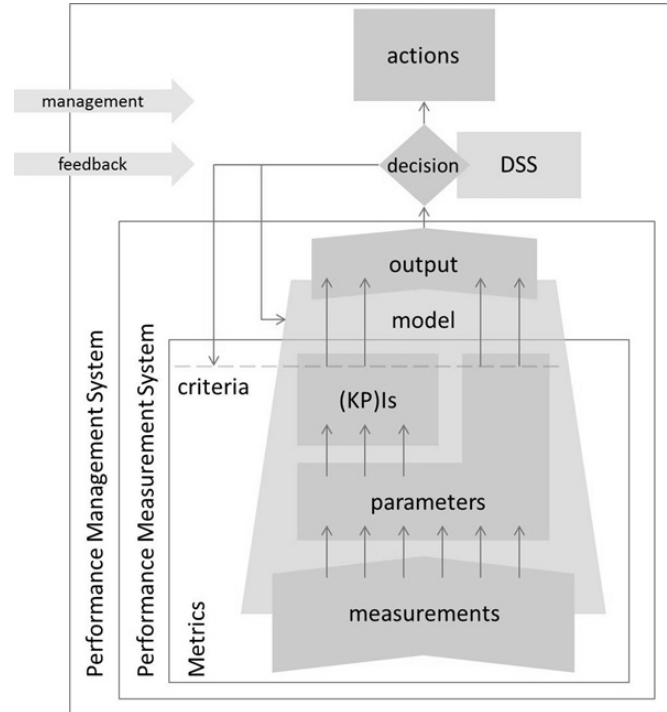 actions
management
feedback
decision
DSS
output
model
criteria
(KP)Is
parameters
measurements
Performance Management System
Performance Measurement System
Metrics